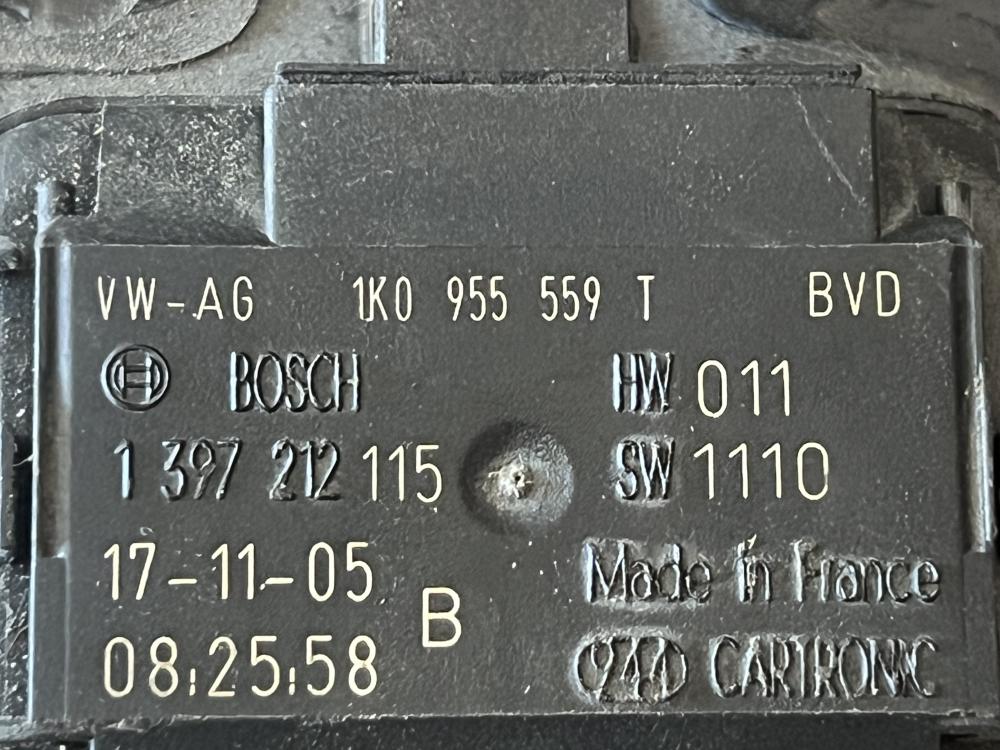 VW-AG 1K0 955 559 T BVD
BOSCH HW 011
1 397 212 115 SW 1110
17-11-05 B Made in France
08:25:58 CARTRONIC